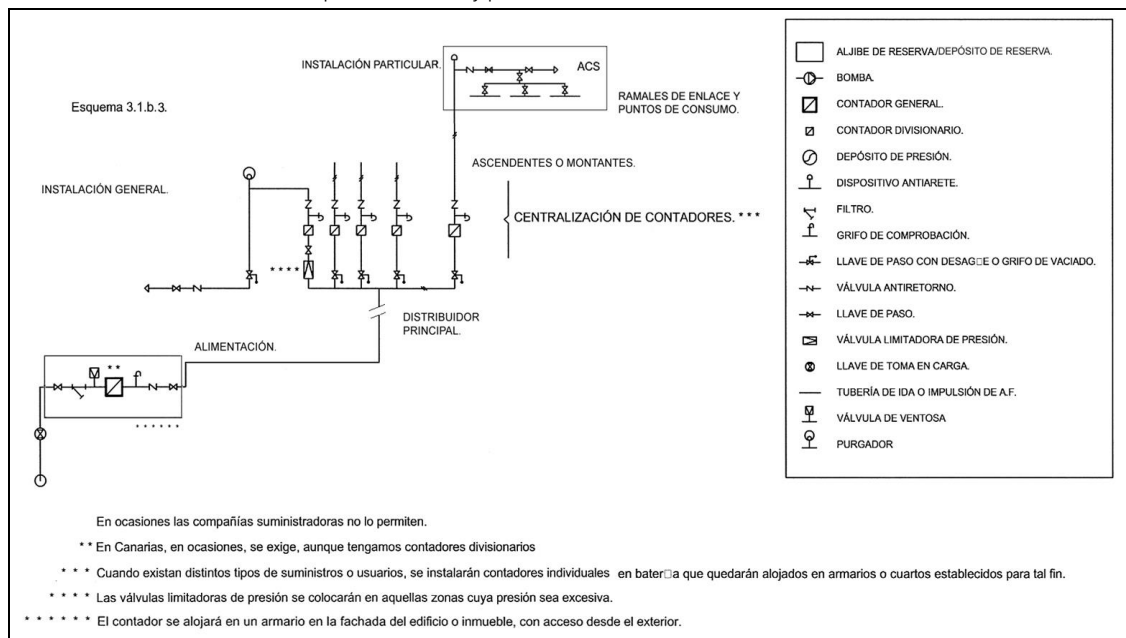 INSTALACIÓN PARTICULAR.
ACS
Esquema 3.1.b.3.
RAMALES DE ENLACE Y
PUNTOS DE CONSUMO.
ASCENDENTES O MONTANTES.
INSTALACIÓN GENERAL.
CENTRALIZACIÓN DE CONTADORES. * * *
* * * *
DISTRIBUIDOR
PRINCIPAL.
ALIMENTACIÓN.
* *
* * * * * *
ALJIBE DE RESERVA/DEPÓSITO DE RESERVA.
BOMBA.
CONTADOR GENERAL.
CONTADOR DIVISIONARIO.
DEPÓSITO DE PRESIÓN.
DISPOSITIVO ANTIARETE.
FILTRO.
GRIFO DE COMPROBACIÓN.
LLAVE DE PASO CON DESAG□E O GRIFO DE VACIADO.
VÁLVULA ANTIRETORNO.
LLAVE DE PASO.
VÁLVULA LIMITADORA DE PRESIÓN.
LLAVE DE TOMA EN CARGA.
TUBERÍA DE IDA O IMPULSIÓN DE A.F.
VÁLVULA DE VENTOSA
PURGADOR
En ocasiones las compañías suministradoras no lo permiten.
* * En Canarias, en ocasiones, se exige, aunque tengamos contadores divisionarios
* * * Cuando existan distintos tipos de suministros o usuarios, se instalarán contadores individuales en bater□a que quedarán alojados en armarios o cuartos establecidos para tal fin.
* * * * Las válvulas limitadoras de presión se colocarán en aquellas zonas cuya presión sea excesiva.
* * * * * * El contador se alojará en un armario en la fachada del edificio o inmueble, con acceso desde el exterior.